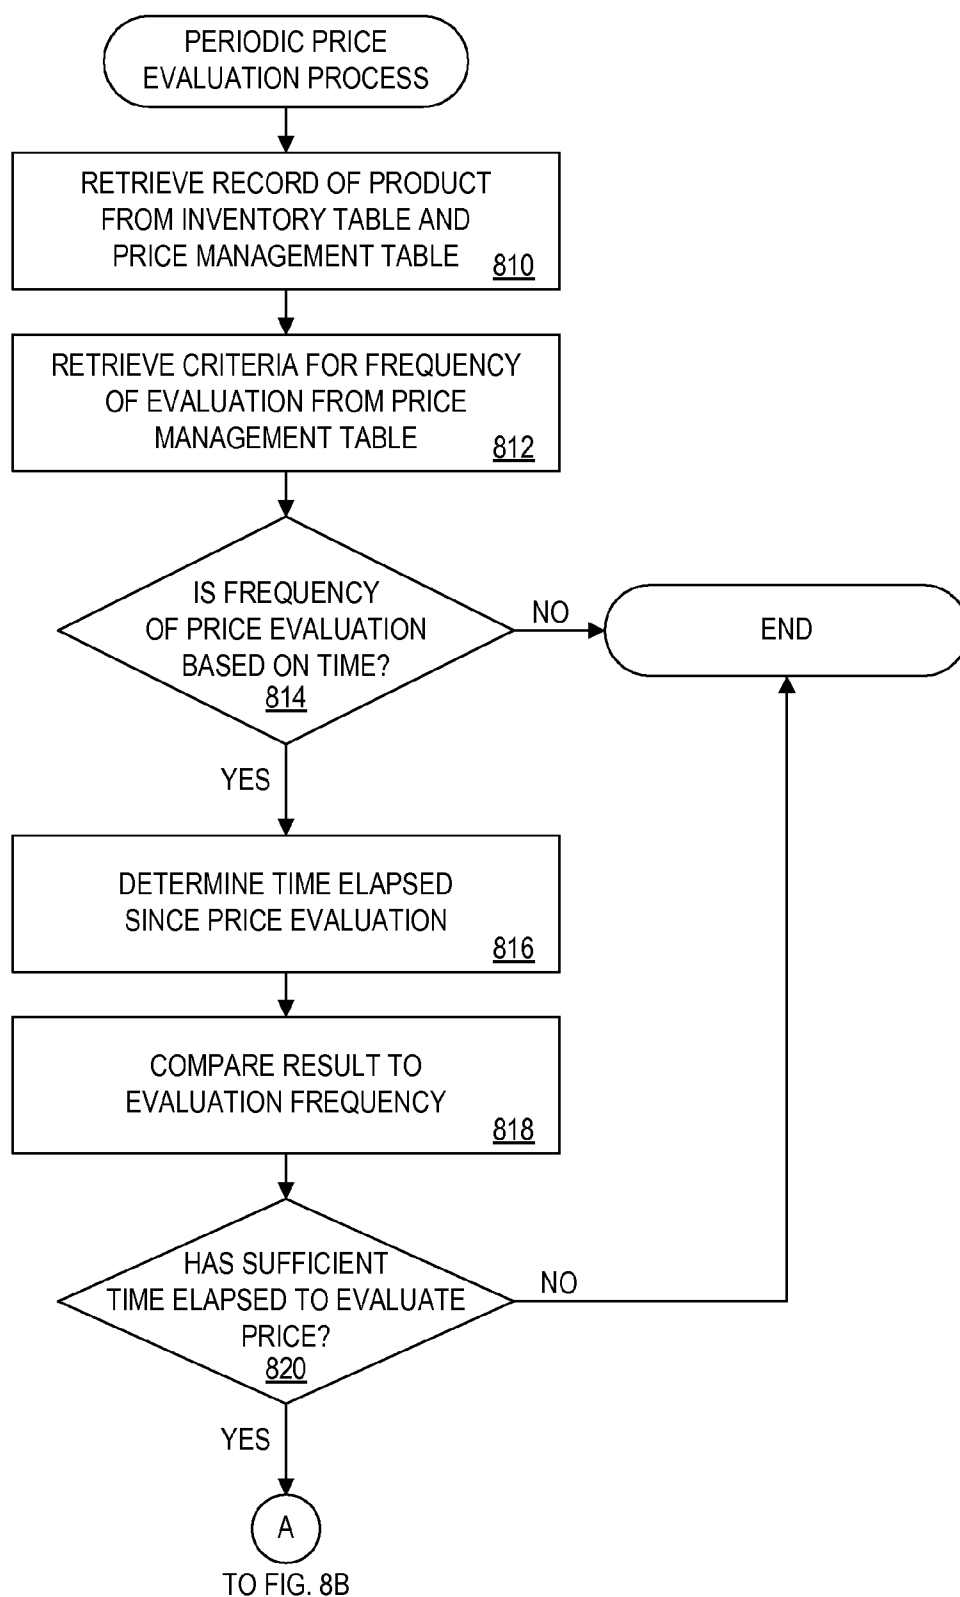 PERIODIC PRICE
EVALUATION PROCESS
RETRIEVE RECORD OF PRODUCT
FROM INVENTORY TABLE AND
PRICE MANAGEMENT TABLE
810
RETRIEVE CRITERIA FOR FREQUENCY
OF EVALUATION FROM PRICE
MANAGEMENT TABLE
812
IS FREQUENCY
OF PRICE EVALUATION
BASED ON TIME?
814
NO
END
YES
DETERMINE TIME ELAPSED
SINCE PRICE EVALUATION
816
COMPARE RESULT TO
EVALUATION FREQUENCY
818
HAS SUFFICIENT
TIME ELAPSED TO EVALUATE
PRICE?
820
NO
YES
A
TO FIG. 8B